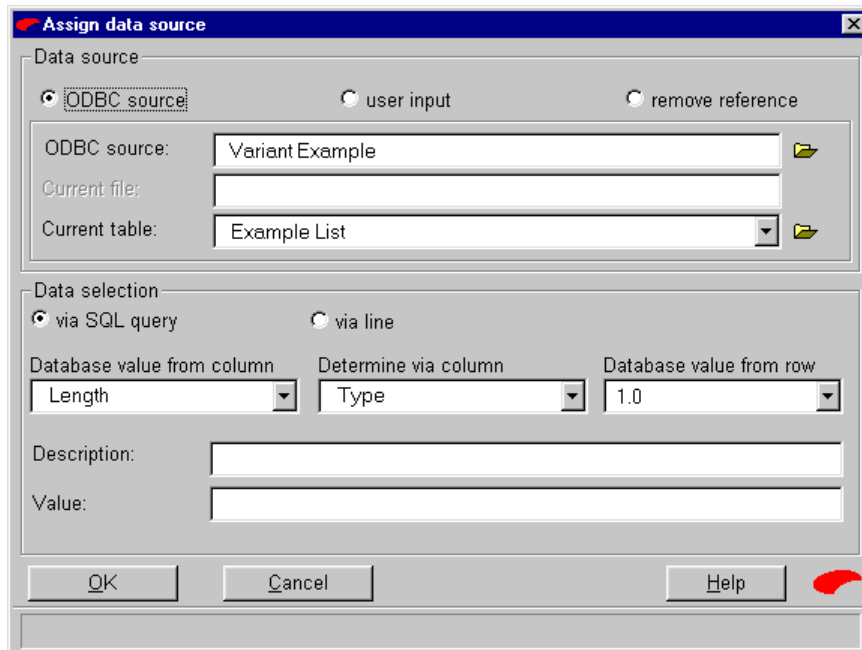 Assign data source
Data source
ODBC source user input remove reference
ODBC source: Variant Example
Current file:
Current table: Example List
Data selection
via SQL query via line
Database value from column Determine via column Database value from row
Length Type 1.0
Description:
Value:
OK Cancel Help